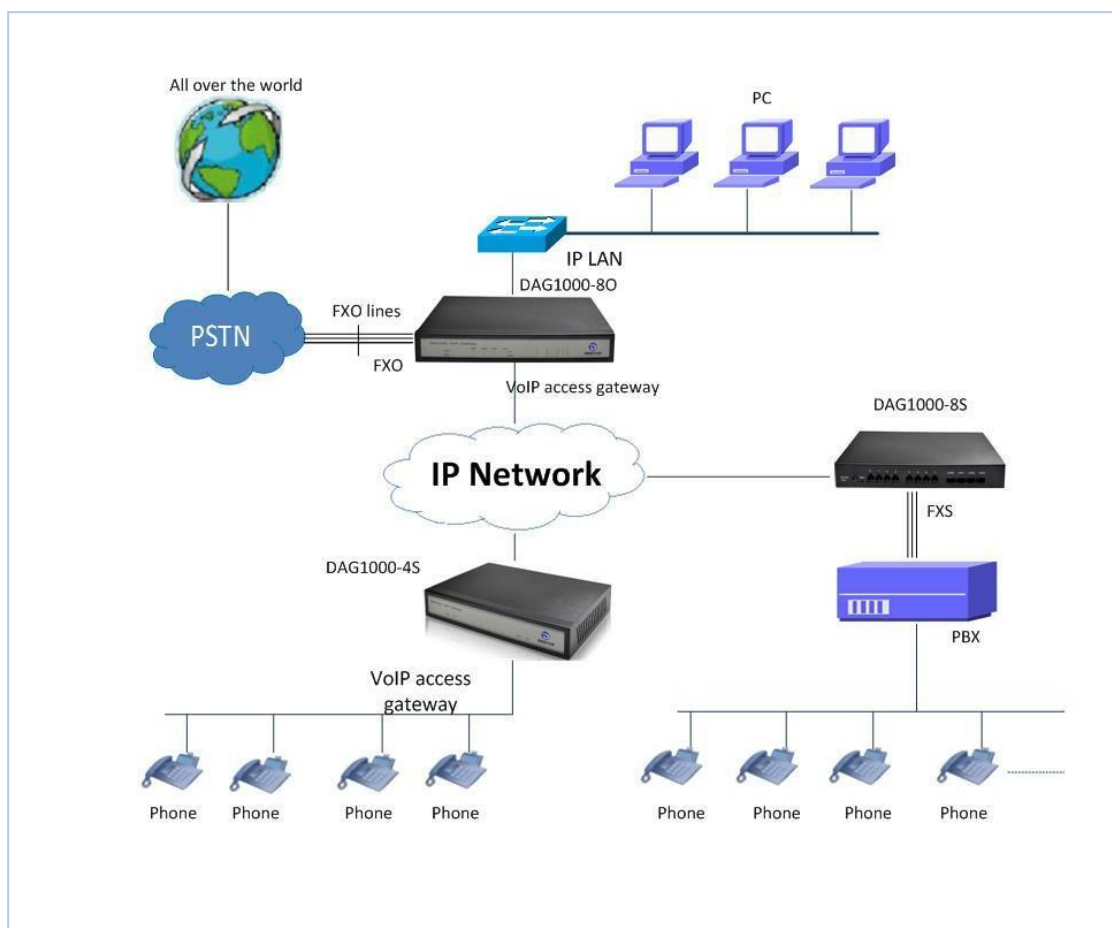 All over the world
PC
IP LAN
DAG1000-8O
FXO lines
PSTN
FXO
VoIP access gateway
DAG1000-8S
IP Network
FXS
DAG1000-4S
PBX
VoIP access
gateway
Phone
Phone
Phone
Phone
Phone
Phone
Phone
Phone